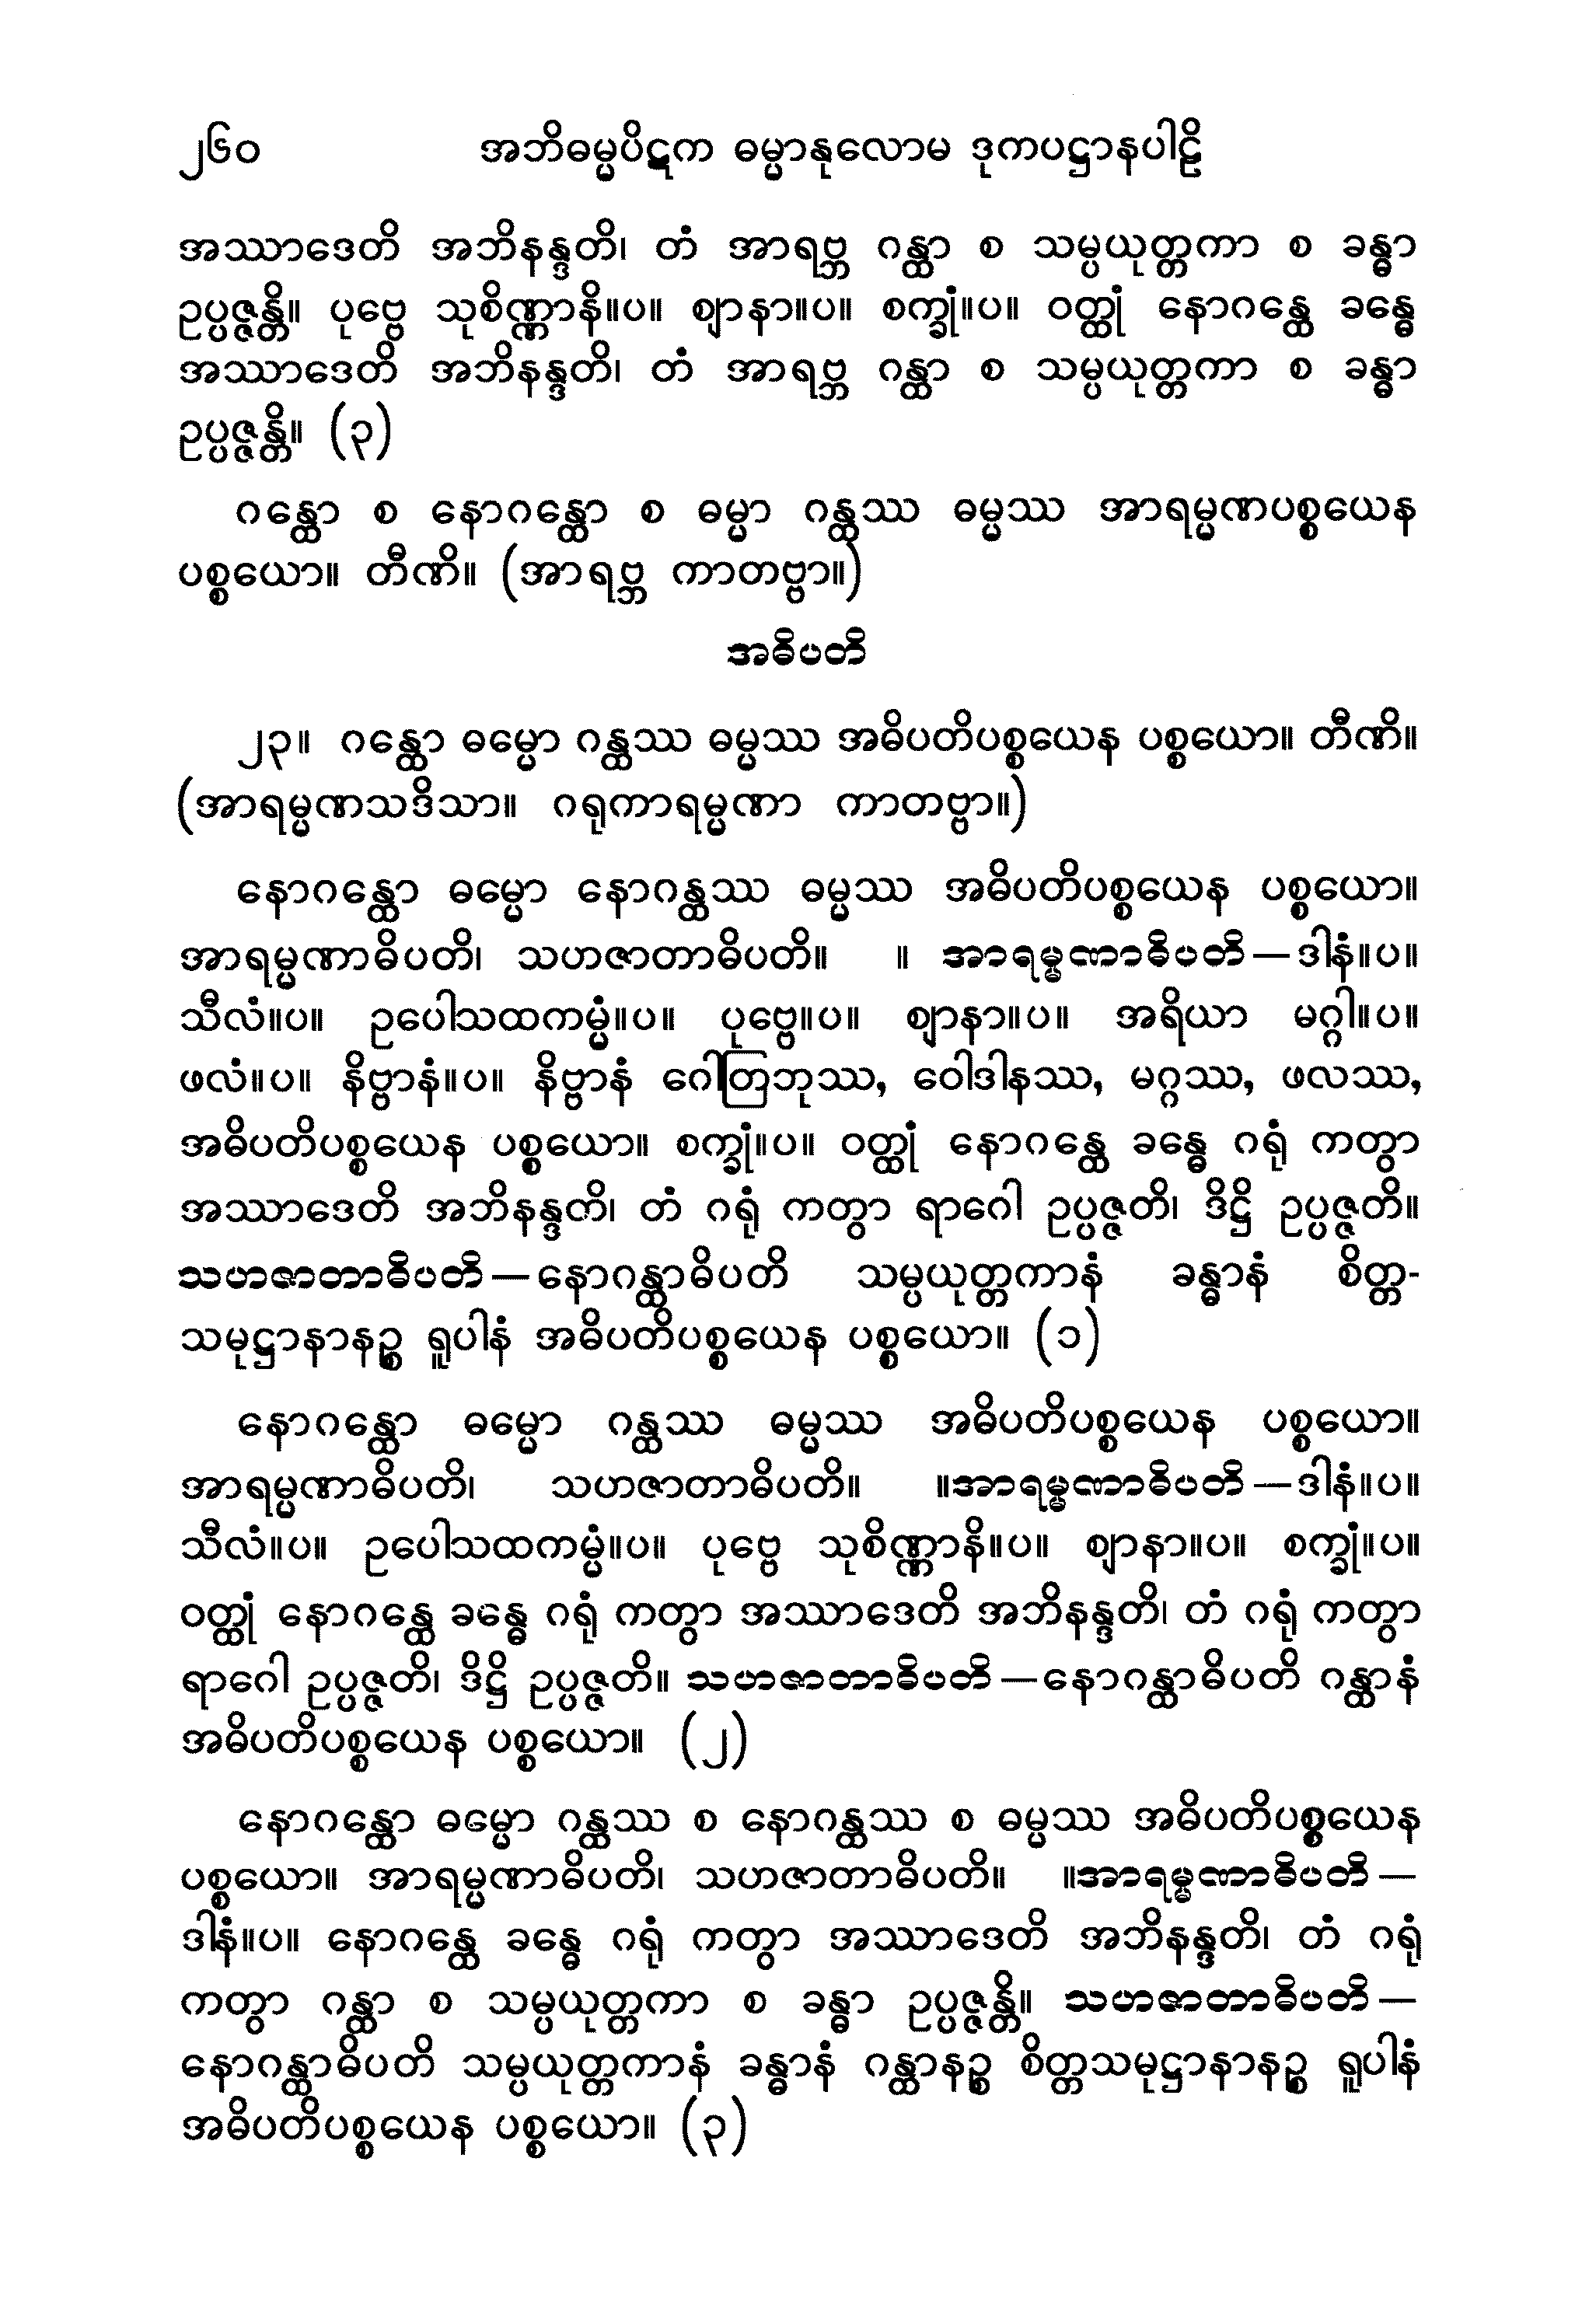 ၂၆၀ အဘိဓမ္မပိဋက ဓမ္မာနုလောမ ဒုကပဋ္ဌာနပါဠိ
အဿာဒေတိ အဘိနန္ဒတိ၊ တံ အာရဗ္ဘ ဂန္ထာ စ သမ္ပယုတ္တကာ စ ခန္ဓာ
ဥပ္ပဇ္ဇန္တိ။ ပုဗ္ဗေ သုစိဏ္ဏာနိ။ပ။ ဈာနာ။ပ။ စက္ခုံ။ပ။ ဝတ္ထုံ နောဂန္ထေ ခန္ဓေ
အဿာဒေတိ အဘိနန္ဒတိ၊ တံ အာရဗ္ဘ ဂန္ထာ စ သမ္ပယုတ္တကာ စ ခန္ဓာ
ဥပ္ပဇ္ဇန္တိ။ (၃)
ဂန္ထော စ နောဂန္ထော စ ဓမ္မာ ဂန္ထဿ ဓမ္မဿ အာရမ္မဏပစ္စယေန
ပစ္စယော။ တီဏိ။ (အာရဗ္ဘ ကာတဗ္ဗာ။)
အဓိပတိ
၂၃။ ဂန္ထော ဓမ္မော ဂန္ထဿ ဓမ္မဿ အဓိပတိပစ္စယေန ပစ္စယော။ တီဏိ။
(အာရမ္မဏသဒိသာ။ ဂရုကာရမ္မဏာ ကာတဗ္ဗာ။)
နောဂန္ထော ဓမ္မော နောဂန္ထဿ ဓမ္မဿ အဓိပတိပစ္စယေန ပစ္စယော။
အာရမ္မဏာဓိပတိ၊ သဟဇာတာဓိပတိ။ ။ အာရမ္မဏာဓိပတိ—ဒါနံ။ပ။
သီလံ။ပ။ ဥပေါသထကမ္မံ။ပ။ ပုဗ္ဗေ။ပ။ ဈာနာ။ပ။ အရိယာ မဂ္ဂါ။ပ။
ဖလံ။ပ။ နိဗ္ဗာနံ။ပ။ နိဗ္ဗာနံ ဂေါတြဘုဿ, ဝေါဒါနဿ, မဂ္ဂဿ, ဖလဿ,
အဓိပတိပစ္စယေန ပစ္စယော။ စက္ခုံ။ပ။ ဝတ္ထုံ နောဂန္ထေ ခန္ဓေ ဂရုံ ကတွာ
အဿာဒေတိ အဘိနန္ဒတိ၊ တံ ဂရုံ ကတွာ ရာဂေါ ဥပ္ပဇ္ဇတိ၊ ဒိဋ္ဌိ ဥပ္ပဇ္ဇတိ။
သဟဇာတာဓိပတိ—နောဂန္ထာဓိပတိ သမ္ပယုတ္တကာနံ ခန္ဓာနံ စိတ္တ-
သမုဋ္ဌာနာနဉ္စ ရူပါနံ အဓိပတိပစ္စယေန ပစ္စယော။ (၁)
နောဂန္ထော ဓမ္မော ဂန္ထဿ ဓမ္မဿ အဓိပတိပစ္စယေန ပစ္စယော။
အာရမ္မဏာဓိပတိ၊ သဟဇာတာဓိပတိ။ ။အာရမ္မဏာဓိပတိ—ဒါနံ။ပ။
သီလံ။ပ။ ဥပေါသထကမ္မံ။ပ။ ပုဗ္ဗေ သုစိဏ္ဏာနိ။ပ။ ဈာနာ။ပ။ စက္ခုံ။ပ။
ဝတ္ထုံ နောဂန္ထေ ခန္ဓေ ဂရုံ ကတွာ အဿာဒေတိ အဘိနန္ဒတိ၊ တံ ဂရုံ ကတွာ
ရာဂေါ ဥပ္ပဇ္ဇတိ၊ ဒိဋ္ဌိ ဥပ္ပဇ္ဇတိ။ သဟဇာတာဓိပတိ—နောဂန္ထာဓိပတိ ဂန္ထာနံ
အဓိပတိပစ္စယေန ပစ္စယော။ (၂)
နောဂန္ထော ဓမ္မော ဂန္ထဿ စ နောဂန္ထဿ စ ဓမ္မဿ အဓိပတိပစ္စယေန
ပစ္စယော။ အာရမ္မဏာဓိပတိ၊ သဟဇာတာဓိပတိ။ ။အာရမ္မဏာဓိပတိ—
ဒါနံ။ပ။ နောဂန္ထေ ခန္ဓေ ဂရုံ ကတွာ အဿာဒေတိ အဘိနန္ဒတိ၊ တံ ဂရုံ
ကတွာ ဂန္ထာ စ သမ္ပယုတ္တကာ စ ခန္ဓာ ဥပ္ပဇ္ဇန္တိ။ သဟဇာတာဓိပတိ—
နောဂန္ထာဓိပတိ သမ္ပယုတ္တကာနံ ခန္ဓာနံ ဂန္ထာနဉ္စ စိတ္တသမုဋ္ဌာနာနဉ္စ ရူပါနံ
အဓိပတိပစ္စယေန ပစ္စယော။ (၃)